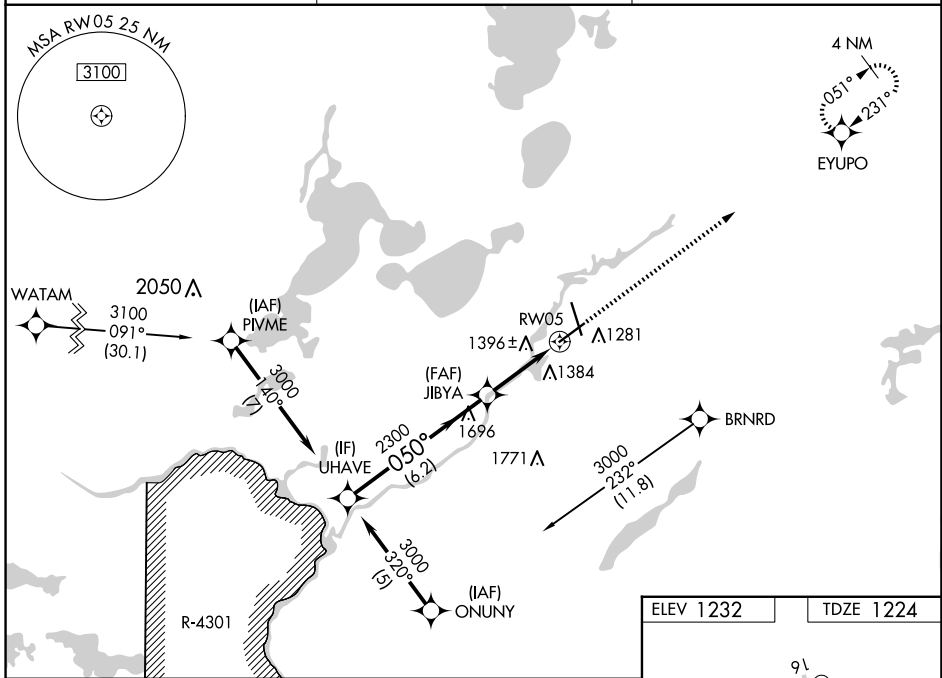 MSA RW05 25 NM
3100
4 NM
051°
231°
EYUPO
WATAM
3100
091°
(30.1)
2050
(IAF)
PIVME
3000
140°
(7)
RW05
1396±
1281
1384
(FAF)
JIBYA
1696
1771
(IF)
UHAVE
2300
050°
(6.2)
BRNRD
3000
232°
(11.8)
3000
320°
(5)
(IAF)
ONUNY
R-4301
ELEV 1232
TDZE 1224
16